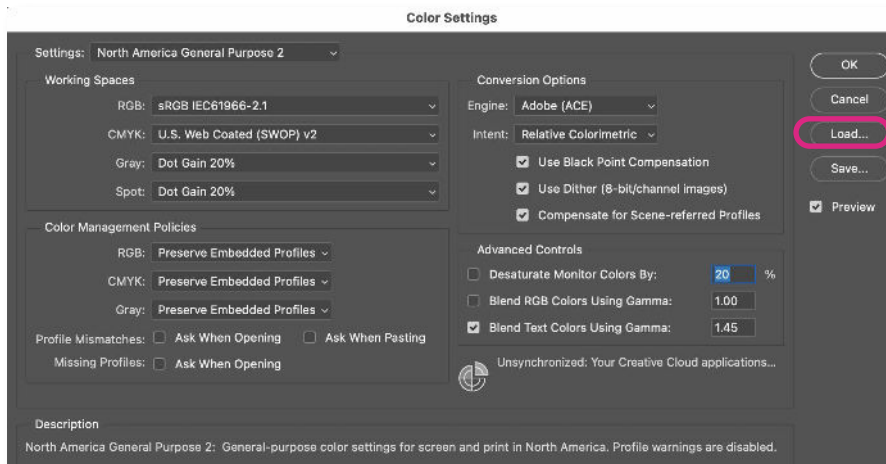 Color Settings
Settings: North America General Purpose 2
Working Spaces
RGB: sRGB IEC61966-2.1
CMYK: U.S. Web Coated (SWOP) v2
Gray: Dot Gain 20%
Spot: Dot Gain 20%
Color Management Policies
RGB: Preserve Embedded Profiles
CMYK: Preserve Embedded Profiles
Gray: Preserve Embedded Profiles
Profile Mismatches: Ask When Opening Ask When Pasting
Missing Profiles: Ask When Opening
Conversion Options
Engine: Adobe (ACE)
Intent: Relative Colorimetric
Use Black Point Compensation
Use Dither (8-bit/channel images)
Compensate for Scene-referred Profiles
Advanced Controls
Desaturate Monitor Colors By: 20 %
Blend RGB Colors Using Gamma: 1.00
Blend Text Colors Using Gamma: 1.45
Unsynchronized: Your Creative Cloud applications...
OK
Cancel
Load...
Save...
Preview
Description
North America General Purpose 2: General-purpose color settings for screen and print in North America. Profile warnings are disabled.